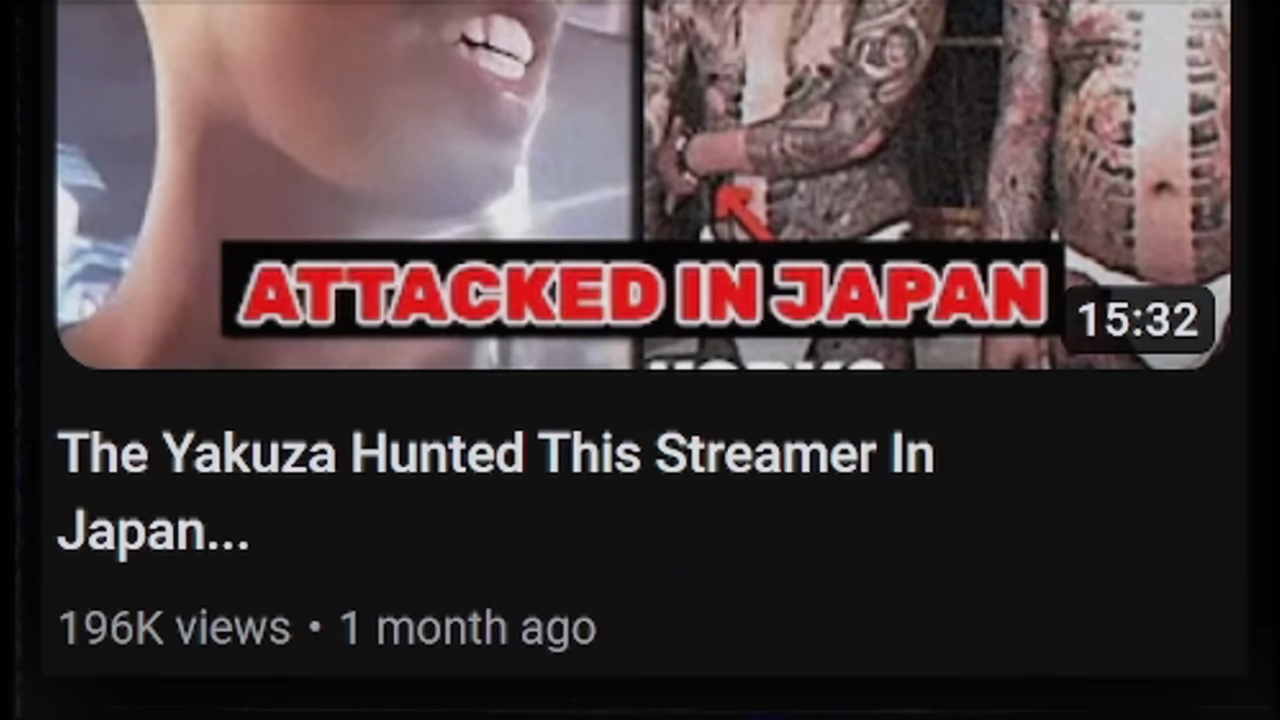 ATTACKED IN JAPAN
15:32
The Yakuza Hunted This Streamer In
Japan...
196K views • 1 month ago